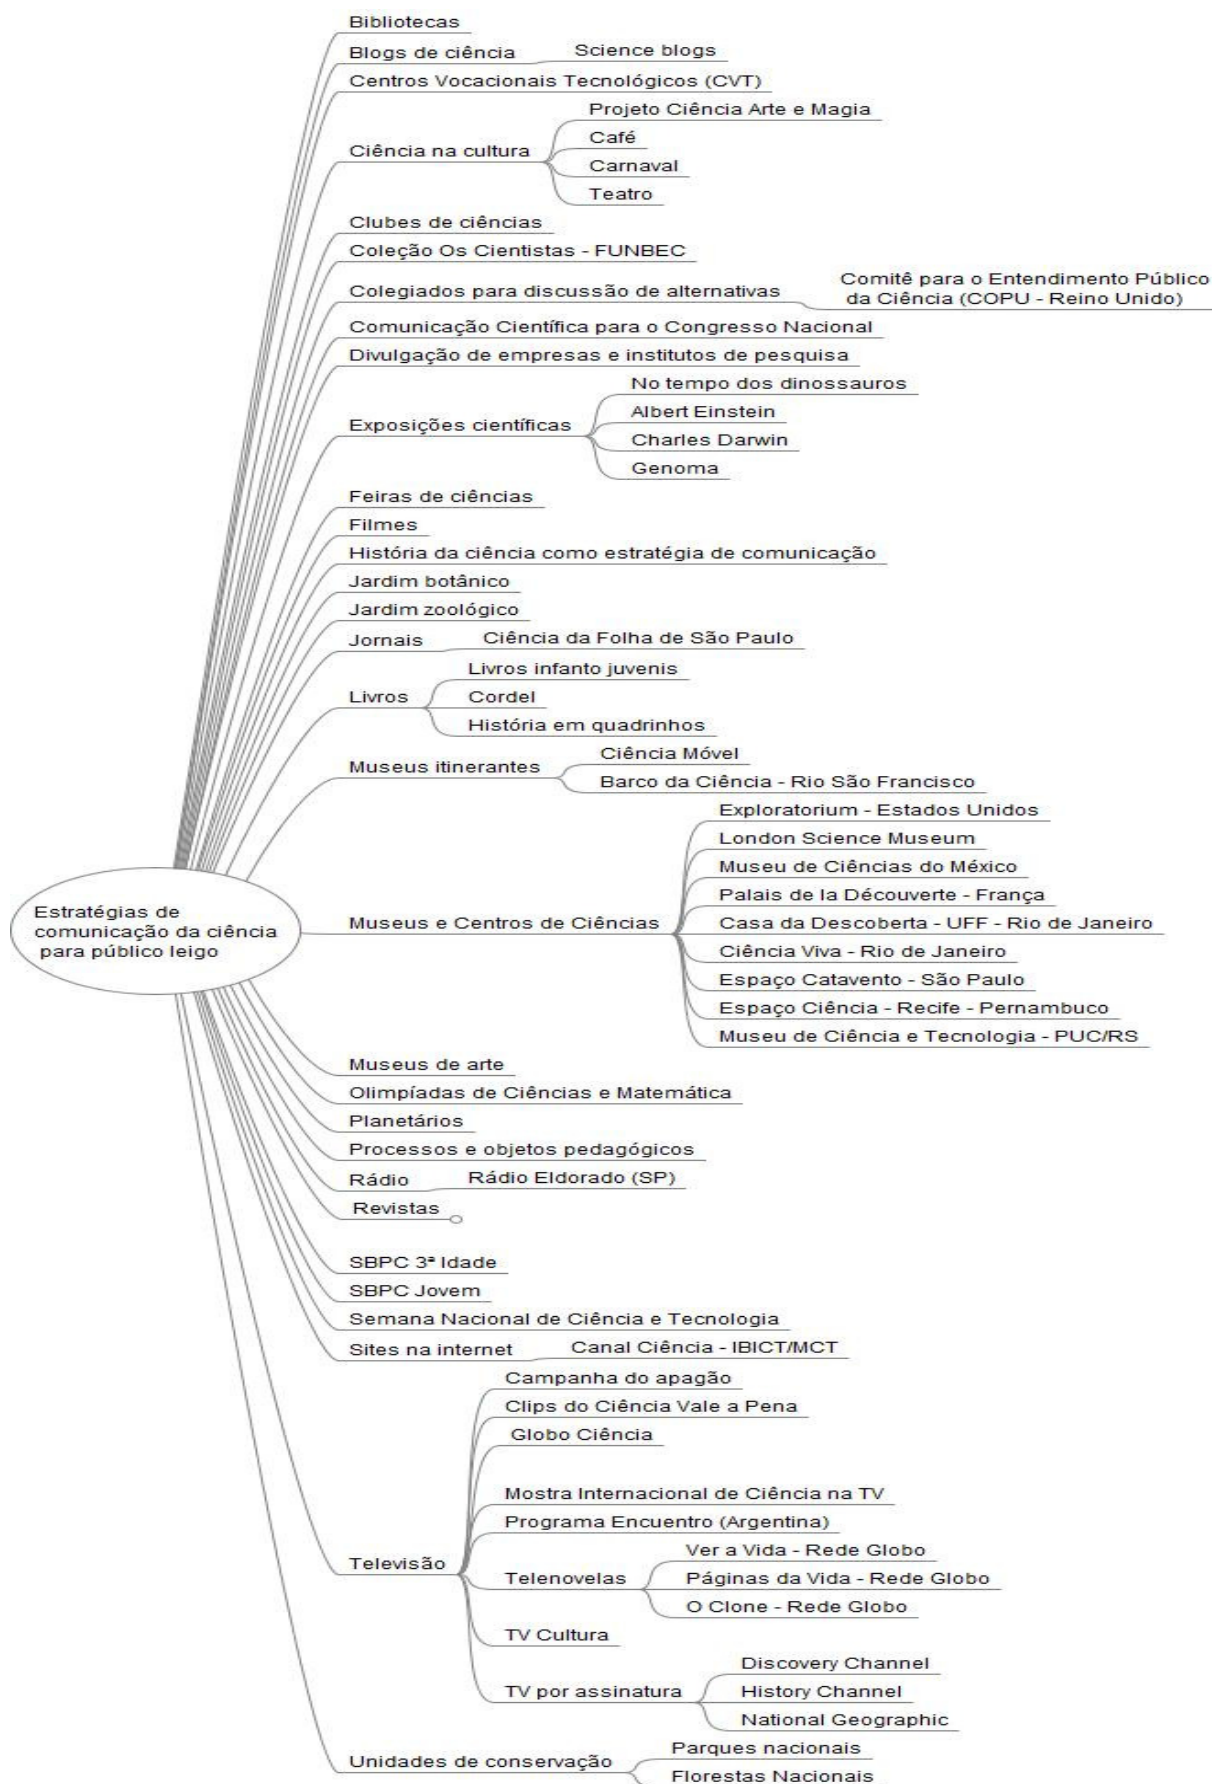 Bibliotecas
Blogs de ciência
Science blogs
Centros Vocacionais Tecnológicos (CVT)
Ciência na cultura
Projeto Ciência Arte e Magia
Café
Carnaval
Teatro
Clubes de ciências
Coleção Os Cientistas - FUNBEC
Colegiados para discussão de alternativas
Comitê para o Entendimento Público
da Ciência (COPU - Reino Unido)
Comunicação Científica para o Congresso Nacional
Divulgação de empresas e institutos de pesquisa
Exposições científicas
No tempo dos dinossauros
Albert Einstein
Charles Darwin
Genoma
Feiras de ciências
Filmes
História da ciência como estratégia de comunicação
Jardim botânico
Jardim zoológico
Jornais
Ciência da Folha de São Paulo
Livros
Livros infanto juvenis
Cordel
História em quadrinhos
Museus itinerantes
Ciência Móvel
Barco da Ciência - Rio São Francisco
Estratégias de
comunicação da ciência
para público leigo
Museus e Centros de Ciências
Exploratorium - Estados Unidos
London Science Museum
Museu de Ciências do México
Palais de la Découverte - França
Casa da Descoberta - UFF - Rio de Janeiro
Ciência Viva - Rio de Janeiro
Espaço Catavento - São Paulo
Espaço Ciência - Recife - Pernambuco
Museu de Ciência e Tecnologia - PUC/RS
Museus de arte
Olimpíadas de Ciências e Matemática
Planetários
Processos e objetos pedagógicos
Rádio
Rádio Eldorado (SP)
Revistas
SBPC 3ª Idade
SBPC Jovem
Semana Nacional de Ciência e Tecnologia
Sites na internet
Canal Ciência - IBICT/MCT
Televisão
Campanha do apagão
Clips do Ciência Vale a Pena
Globo Ciência
Mostra Internacional de Ciência na TV
Programa Encuentro (Argentina)
Telenovelas
Ver a Vida - Rede Globo
Páginas da Vida - Rede Globo
O Clone - Rede Globo
TV Cultura
TV por assinatura
Discovery Channel
History Channel
National Geographic
Unidades de conservação
Parques nacionais
Florestas Nacionais